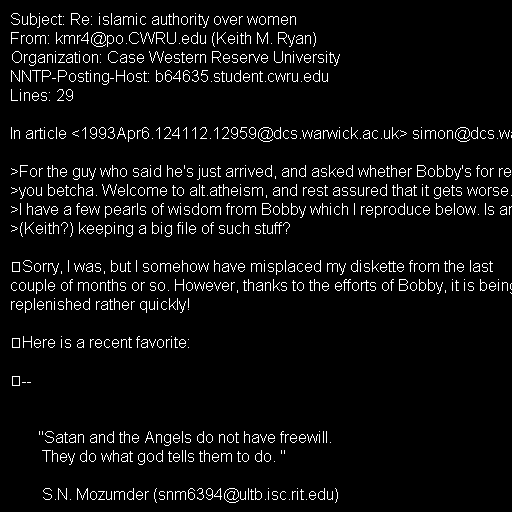 Subject: Re: islamic authority over women
From: kmr4@po.CWRU.edu (Keith M. Ryan)
Organization: Case Western Reserve University
NNTP-Posting-Host: b64635.student.cwru.edu
Lines: 29
In article <1993Apr6.124112.12959@dcs.warwick.ac.uk> simon@dcs.w
>For the guy who said he's just arrived, and asked whether Bobby's for re
>you betcha. Welcome to alt.atheism, and rest assured that it gets worse.
>I have a few pearls of wisdom from Bobby which I reproduce below. Is
>(Keith?) keeping a big file of such stuff?
Sorry, I was, but I somehow have misplaced my diskette from the last
couple of months or so. However, thanks to the efforts of Bobby, it is being
replenished rather quickly!
Here is a recent favorite:
--
"Satan and the Angels do not have freewill.
They do what god tells them to do. "
S.N. Mozumder (snm6394@ultb.isc.rit.edu)